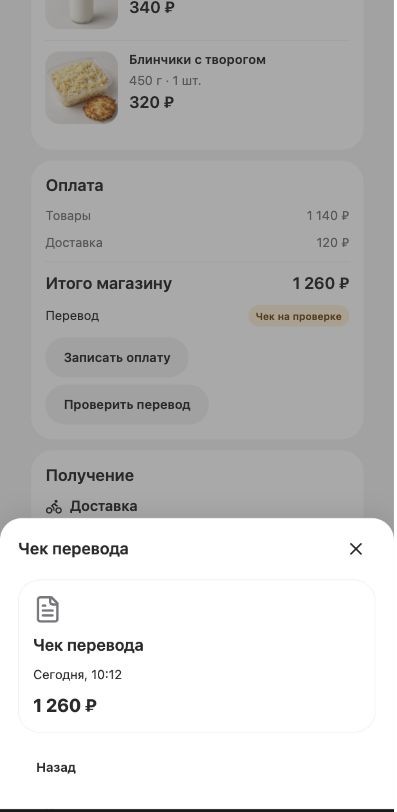 340 ₽
Блинчики с творогом
450 г · 1 шт.
320 ₽
Оплата
Товары 1 140 ₽
Доставка 120 ₽
Итого магазину 1 260 ₽
Перевод Чек на проверке
Записать оплату
Проверить перевод
Получение
Доставка
Чек перевода
Чек перевода
Сегодня, 10:12
1 260 ₽
Назад